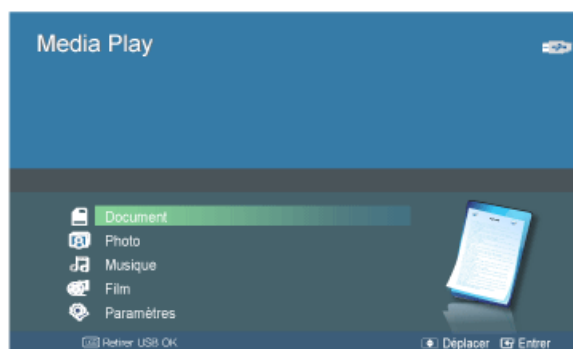 Media Play
Document
Photo
Musique
Film
Paramètres
Retirer USB OK
Déplacer Entrer